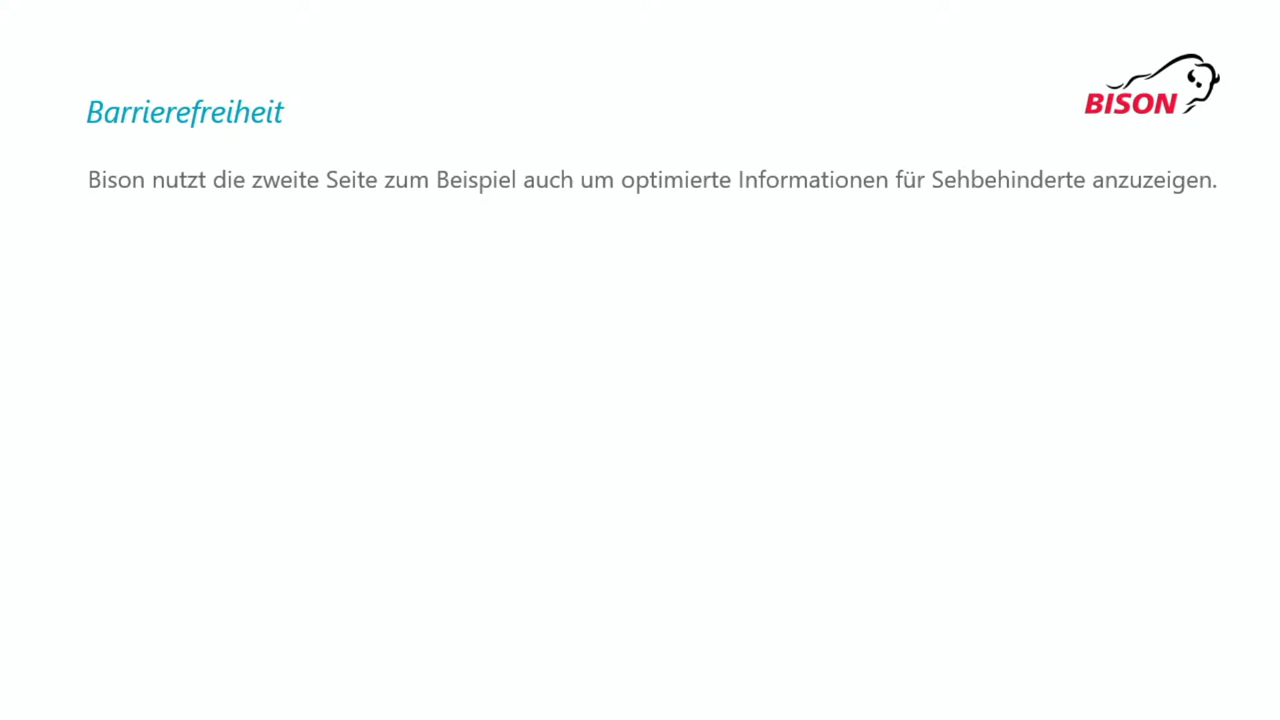 BISON
Barrierefreiheit
Bison nutzt die zweite Seite zum Beispiel auch um optimierte Informationen für Sehbehinderte anzuzeigen.